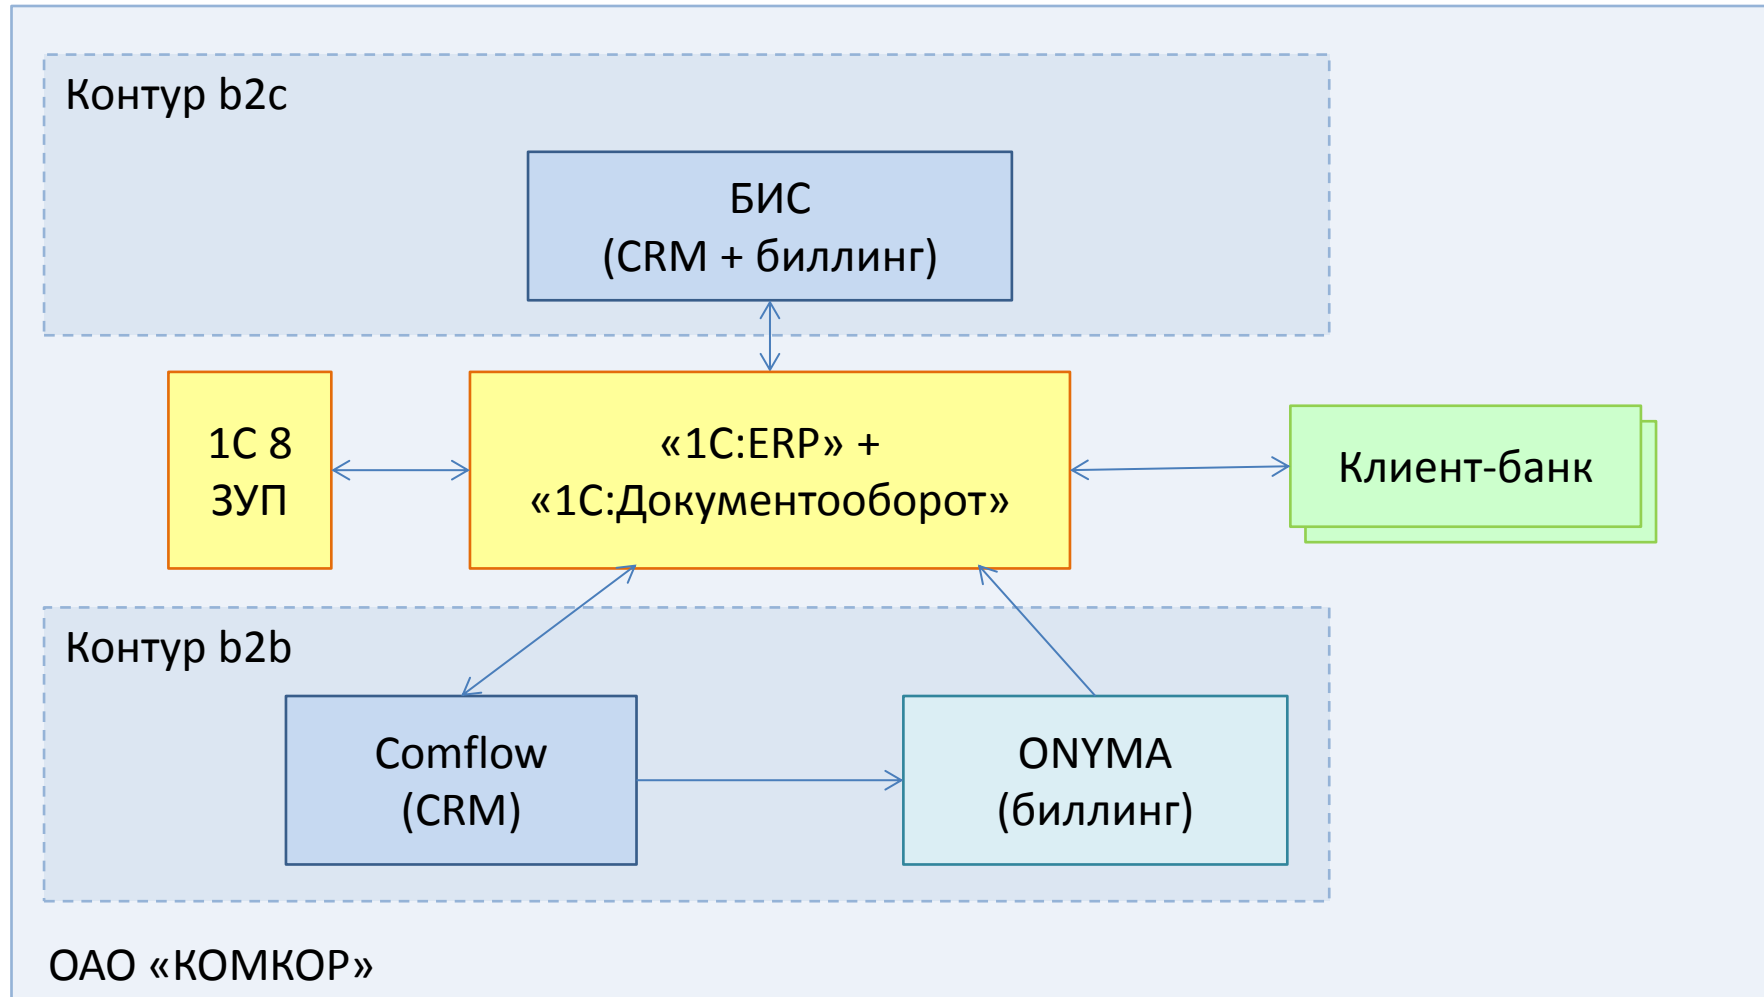 Контур b2c
БИС
(CRM + биллинг)
1С 8
ЗУП
«1С:ERP» +
«1С:Документооборот»
Клиент-банк
Контур b2b
Comflow
(CRM)
ONYMA
(биллинг)
ОАО «КОМКОР»